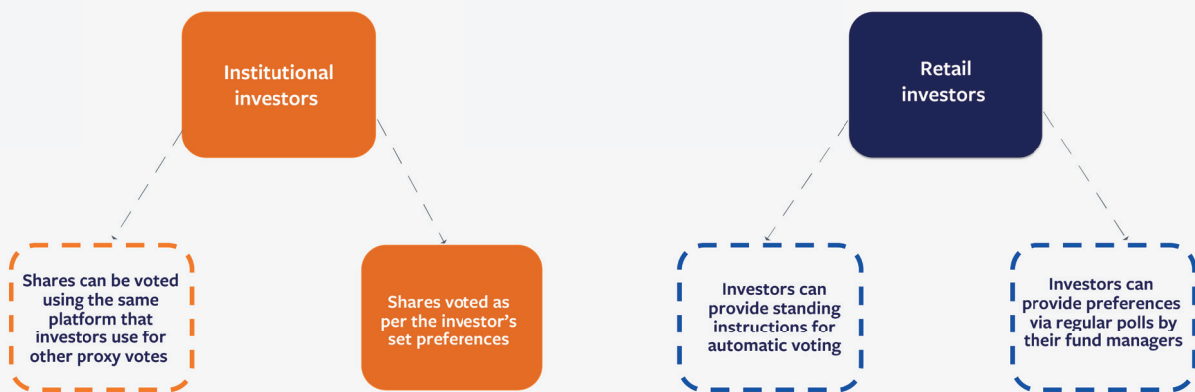 Institutional
investors
Retail
investors
Shares can be voted
using the same
platform that
investors use for
other proxy votes
Shares voted as
per the investor's
set preferences
Investors can
provide standing
instructions for
automatic voting
Investors can
provide preferences
via regular polls by
their fund managers